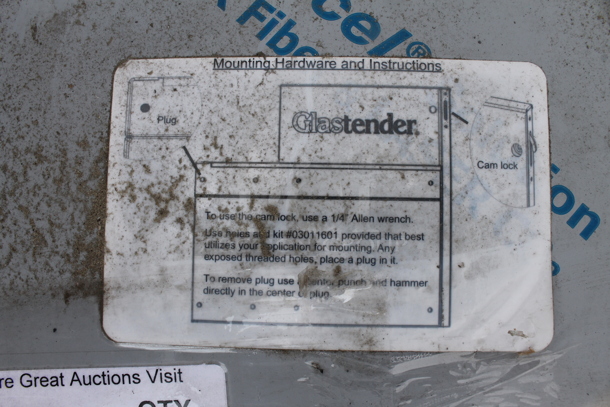 cel®
Fibe
Mounting Hardware and Instructions
Plug
Glastender®
Cam lock
ion
To use the cam lock, use a 1/4" Allen wrench.
Use holes and kit #03011601 provided that best
utilizes your application for mounting. Any
exposed threaded holes, place a plug in it.
To remove plug use a center punch and hammer
directly in the center of plug.
re Great Auctions Visit
QTY